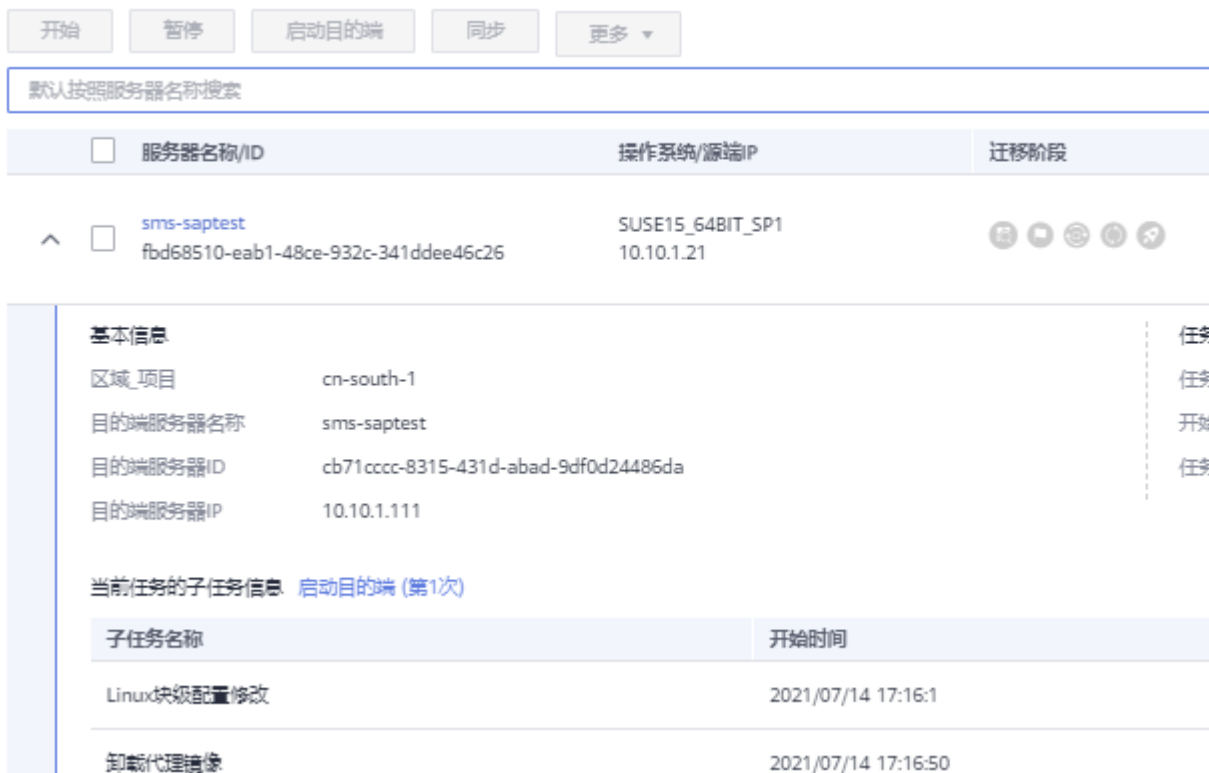 开始 暂停 启动目的端 同步 更多
默认按照服务器名称搜索
服务器名称/ID 操作系统/源端IP 迁移阶段
sms-saptest SUSE15_64BIT_SP1
fbd68510-eab1-48ce-932c-341ddee46c26 10.10.1.21
基本信息 任务
区域_项目 cn-south-1 任务
目的端服务器名称 sms-saptest 开始
目的端服务器ID cb71cccc-8315-431d-abad-9df0d24486da 任务
目的端服务器IP 10.10.1.111
当前任务的子任务信息 启动目的端 (第1次)
子任务名称 开始时间
Linux块级配置修改 2021/07/14 17:16:1
卸载代理镜像 2021/07/14 17:16:50